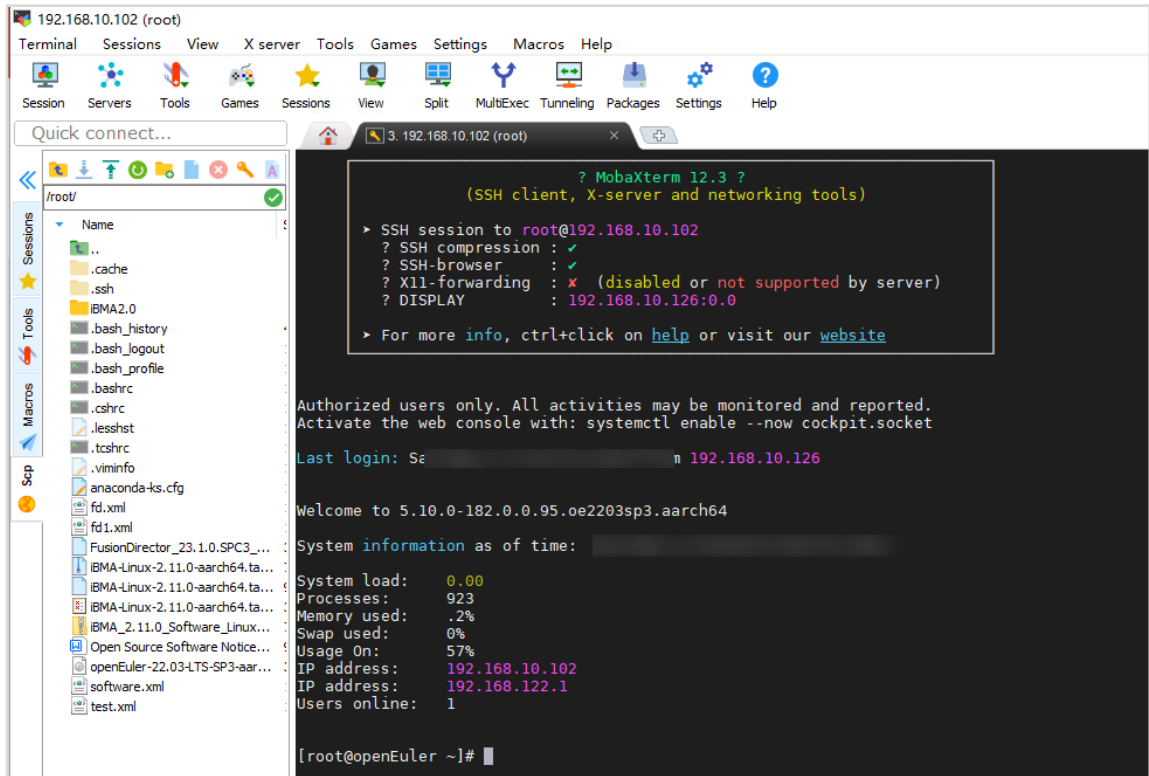 192.168.10.102 (root)
Terminal Sessions View X server Tools Games Settings Macros Help
Session Servers Tools Games Sessions View Split MultiExec Tunneling Packages Settings Help
Quick connect...
3. 192.168.10.102 (root)
/root/
Name
Sessions
Tools
Macros
Scp
..
.cache
.ssh
iBMA2.0
.bash_history
.bash_logout
.bash_profile
.bashrc
.cshrc
.lesshst
.tcshrc
.viminfo
anaconda-ks.cfg
fd.xml
fd1.xml
FusionDirector_23.1.0.SPC3_...
iBMA-Linux-2.11.0-aarch64.ta...
iBMA-Linux-2.11.0-aarch64.ta...
iBMA-Linux-2.11.0-aarch64.ta...
iBMA_2.11.0_Software_Linux...
Open Source Software Notice...
openEuler-22.03-LTS-SP3-aar...
software.xml
test.xml
? MobaXterm 12.3 ?
(SSH client, X-server and networking tools)
➤ SSH session to root@192.168.10.102
? SSH compression : ✔
? SSH-browser : ✔
? X11-forwarding : ✘ (disabled or not supported by server)
? DISPLAY : 192.168.10.126:0.0
➤ For more info, ctrl+click on help or visit our website
Authorized users only. All activities may be monitored and reported.
Activate the web console with: systemctl enable --now cockpit.socket
Last login: Sa 192.168.10.126
Welcome to 5.10.0-182.0.0.95.oe2203sp3.aarch64
System information as of time:
System load: 0.00
Processes: 923
Memory used: .2%
Swap used: 0%
Usage On: 57%
IP address: 192.168.10.102
IP address: 192.168.122.1
Users online: 1
[root@openEuler ~]#